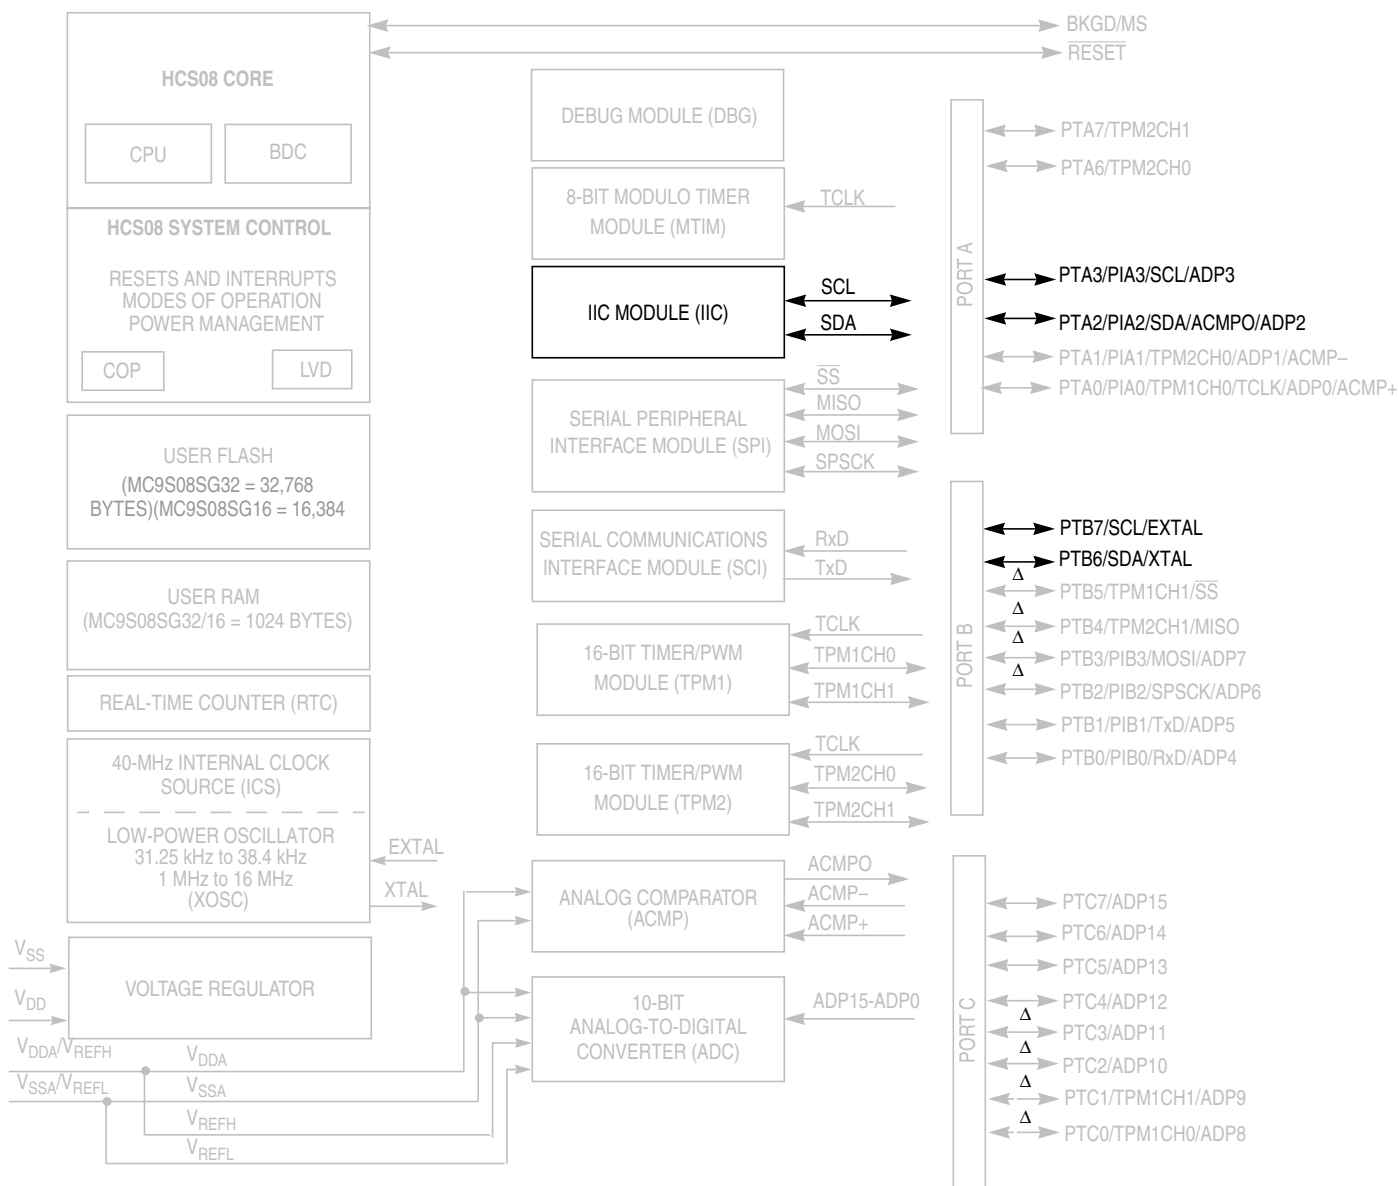 BKGD/MS
RESET
HCS08 CORE
CPU
BDC
HCS08 SYSTEM CONTROL
RESETS AND INTERRUPTS
MODES OF OPERATION
POWER MANAGEMENT
COP
LVD
USER FLASH
(MC9S08SG32 = 32,768
BYTES)(MC9S08SG16 = 16,384
USER RAM
(MC9S08SG32/16 = 1024 BYTES)
REAL-TIME COUNTER (RTC)
40-MHz INTERNAL CLOCK
SOURCE (ICS)
LOW-POWER OSCILLATOR
31.25 kHz to 38.4 kHz
1 MHz to 16 MHz
(XOSC)
EXTAL
XTAL
VSS
VDD
VOLTAGE REGULATOR
VDDA/VREFH
VSSA/VREFL
VDDA
VSSA
VREFH
VREFL
DEBUG MODULE (DBG)
8-BIT MODULO TIMER
MODULE (MTIM)
TCLK
IIC MODULE (IIC)
SCL
SDA
SERIAL PERIPHERAL
INTERFACE MODULE (SPI)
SS
MISO
MOSI
SPSCK
SERIAL COMMUNICATIONS
INTERFACE MODULE (SCI)
RxD
TxD
16-BIT TIMER/PWM
MODULE (TPM1)
TCLK
TPM1CH0
TPM1CH1
16-BIT TIMER/PWM
MODULE (TPM2)
TCLK
TPM2CH0
TPM2CH1
ANALOG COMPARATOR
(ACMP)
ACMPO
ACMP–
ACMP+
10-BIT
ANALOG-TO-DIGITAL
CONVERTER (ADC)
ADP15-ADP0
PORT A
PTA7/TPM2CH1
PTA6/TPM2CH0
PTA3/PIA3/SCL/ADP3
PTA2/PIA2/SDA/ACMPO/ADP2
PTA1/PIA1/TPM2CH0/ADP1/ACMP–
PTA0/PIA0/TPM1CH0/TCLK/ADP0/ACMP+
PORT B
PTB7/SCL/EXTAL
PTB6/SDA/XTAL
Δ
PTB5/TPM1CH1/SS
Δ
PTB4/TPM2CH1/MISO
Δ
PTB3/PIB3/MOSI/ADP7
Δ
PTB2/PIB2/SPSCK/ADP6
PTB1/PIB1/TxD/ADP5
PTB0/PIB0/RxD/ADP4
PORT C
PTC7/ADP15
PTC6/ADP14
PTC5/ADP13
PTC4/ADP12
Δ
PTC3/ADP11
Δ
PTC2/ADP10
Δ
PTC1/TPM1CH1/ADP9
Δ
PTC0/TPM1CH0/ADP8